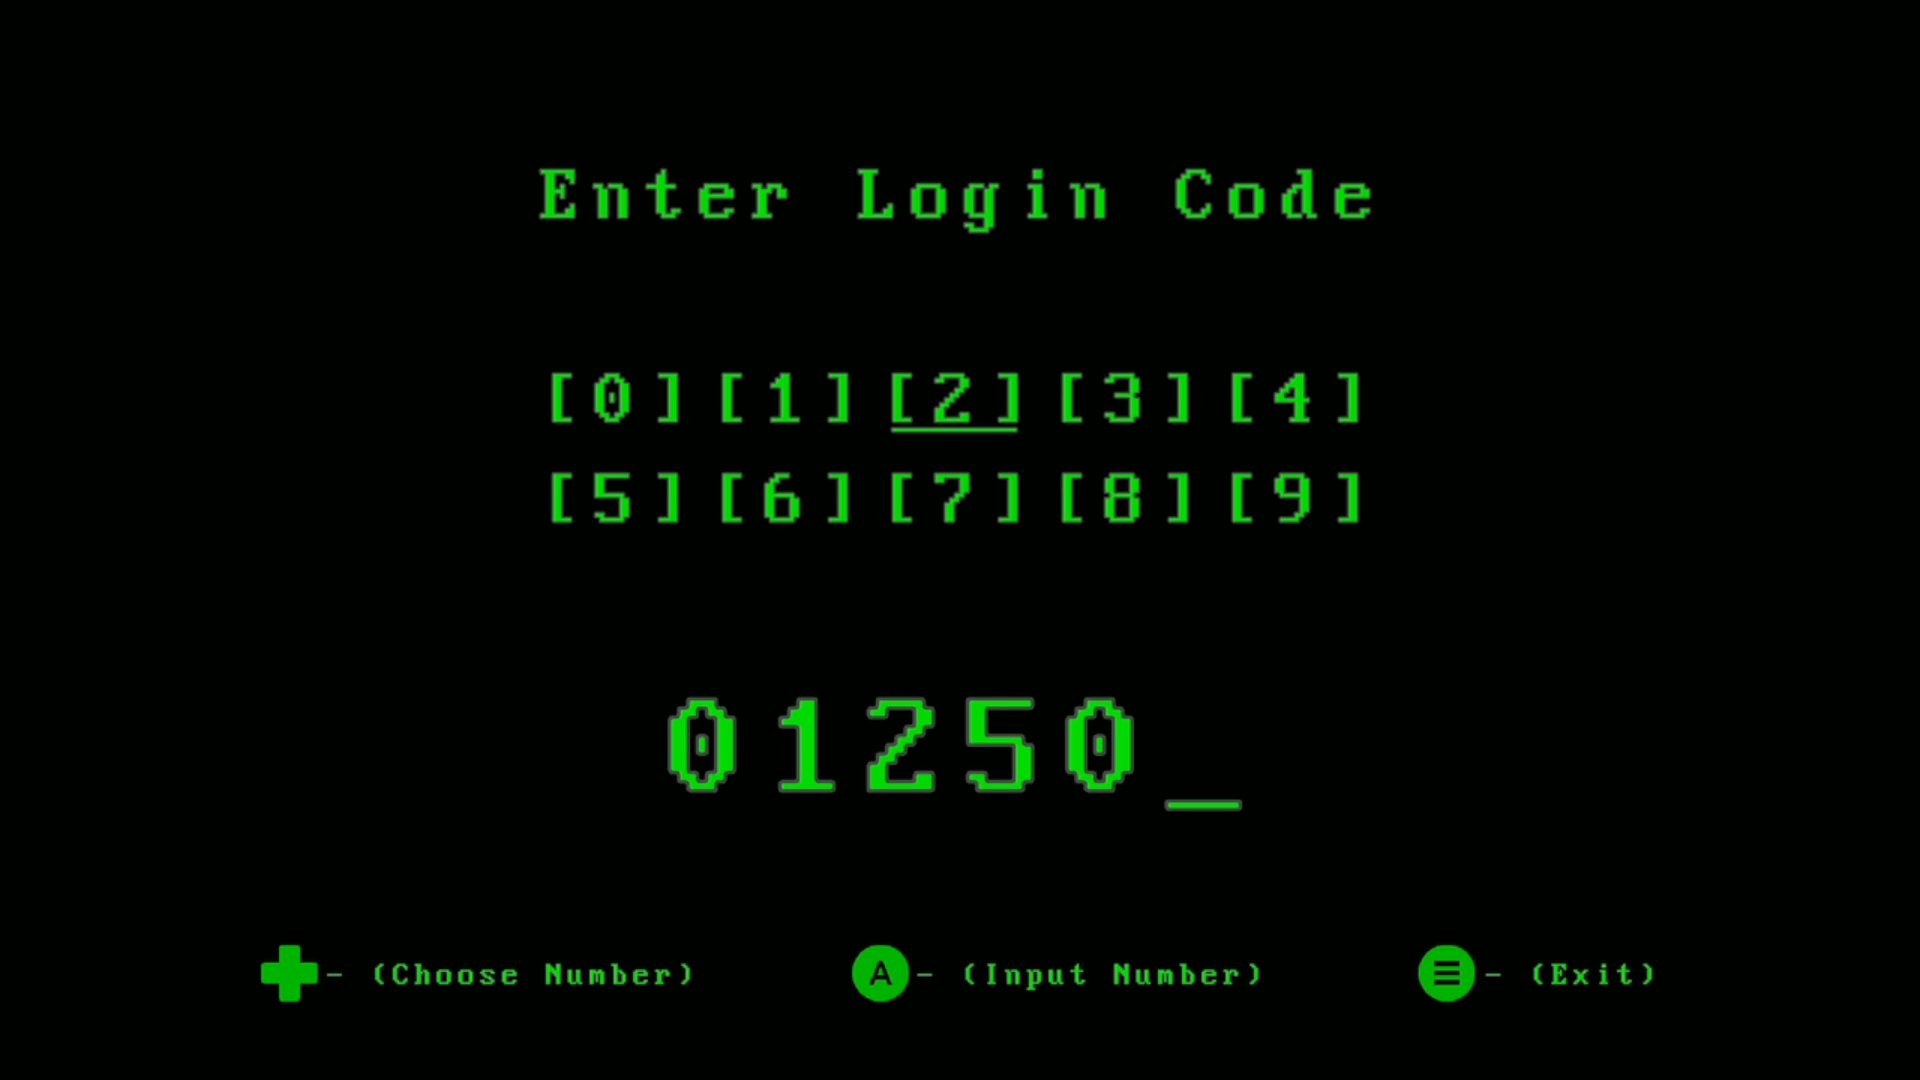 Enter Login Code
[0][1][2][3][4]
[5][6][7][8][9]
01250_
- (Choose Number) A - (Input Number) - (Exit)